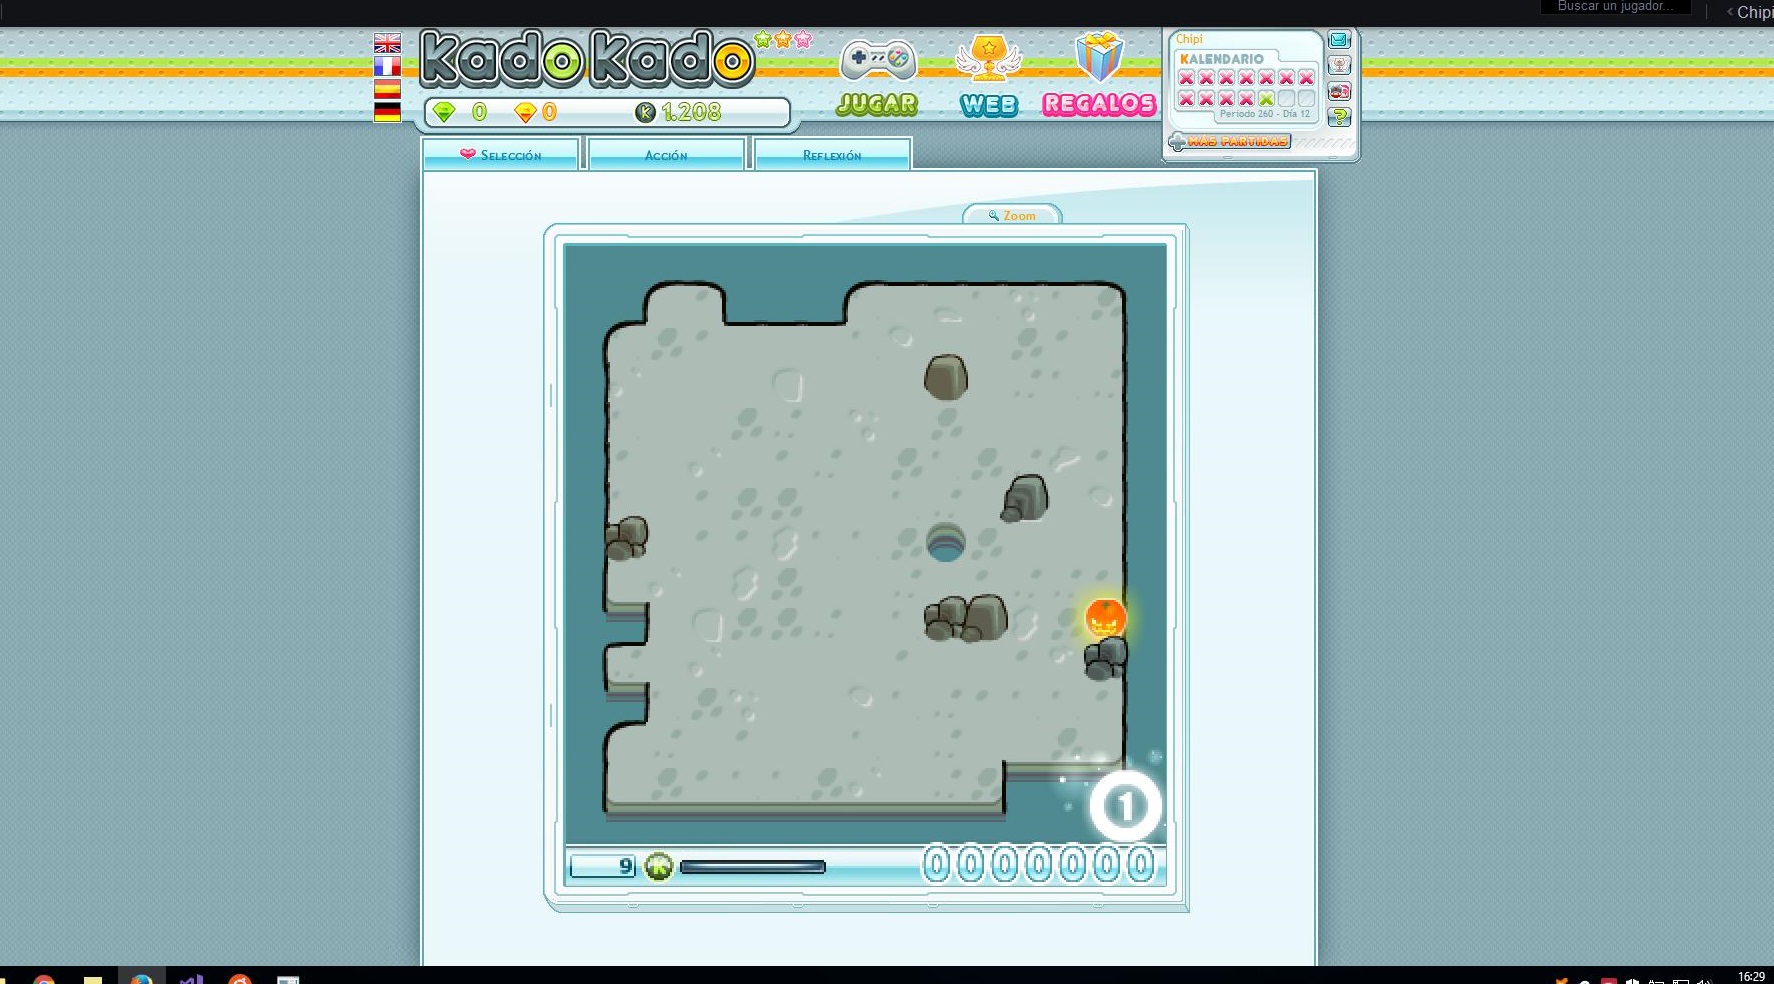 Buscar un jugador...
< Chipi
kadokado
0 0 K 1.208
JUGAR WEB REGALOS
Chipi
KALENDARIO
Periodo 260 - Día 12
MÁS PARTIDAS
?
SELECCIÓN ACCIÓN REFLEXIÓN
Zoom
1
9 K 0000000
16:29